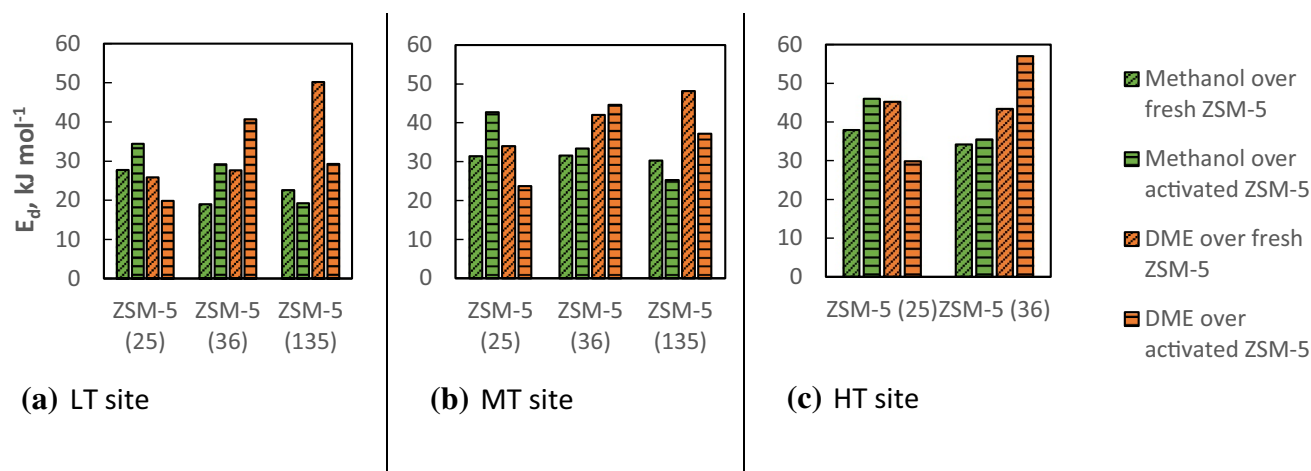 E_d, kJ mol⁻¹
60
50
40
30
20
10
0
ZSM-5 ZSM-5 ZSM-5
(25) (36) (135)
(a) LT site
60
50
40
30
20
10
0
ZSM-5 ZSM-5 ZSM-5
(25) (36) (135)
(b) MT site
60
50
40
30
20
10
0
ZSM-5 (25) ZSM-5 (36)
(c) HT site
Methanol over
fresh ZSM-5
Methanol over
activated ZSM-5
DME over fresh
ZSM-5
DME over
activated ZSM-5